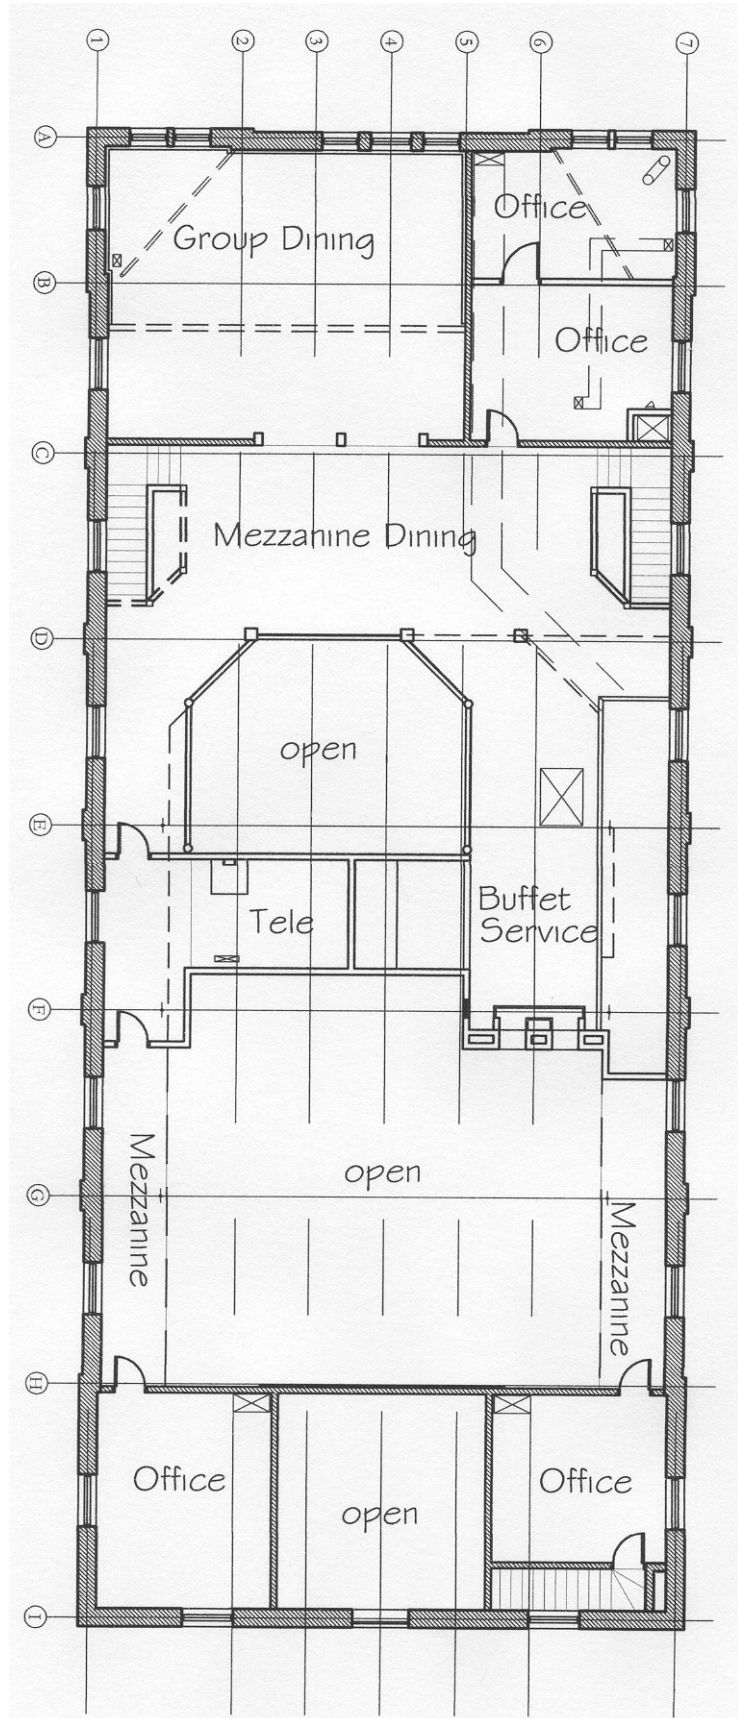 1
2
3
4
5
6
7
A
Office
Group Dining
B
Office
C
Mezzanine Dining
D
open
E
Buffet
Service
Tele
F
Mezzanine
open
G
Mezzanine
H
Office
Office
open
I